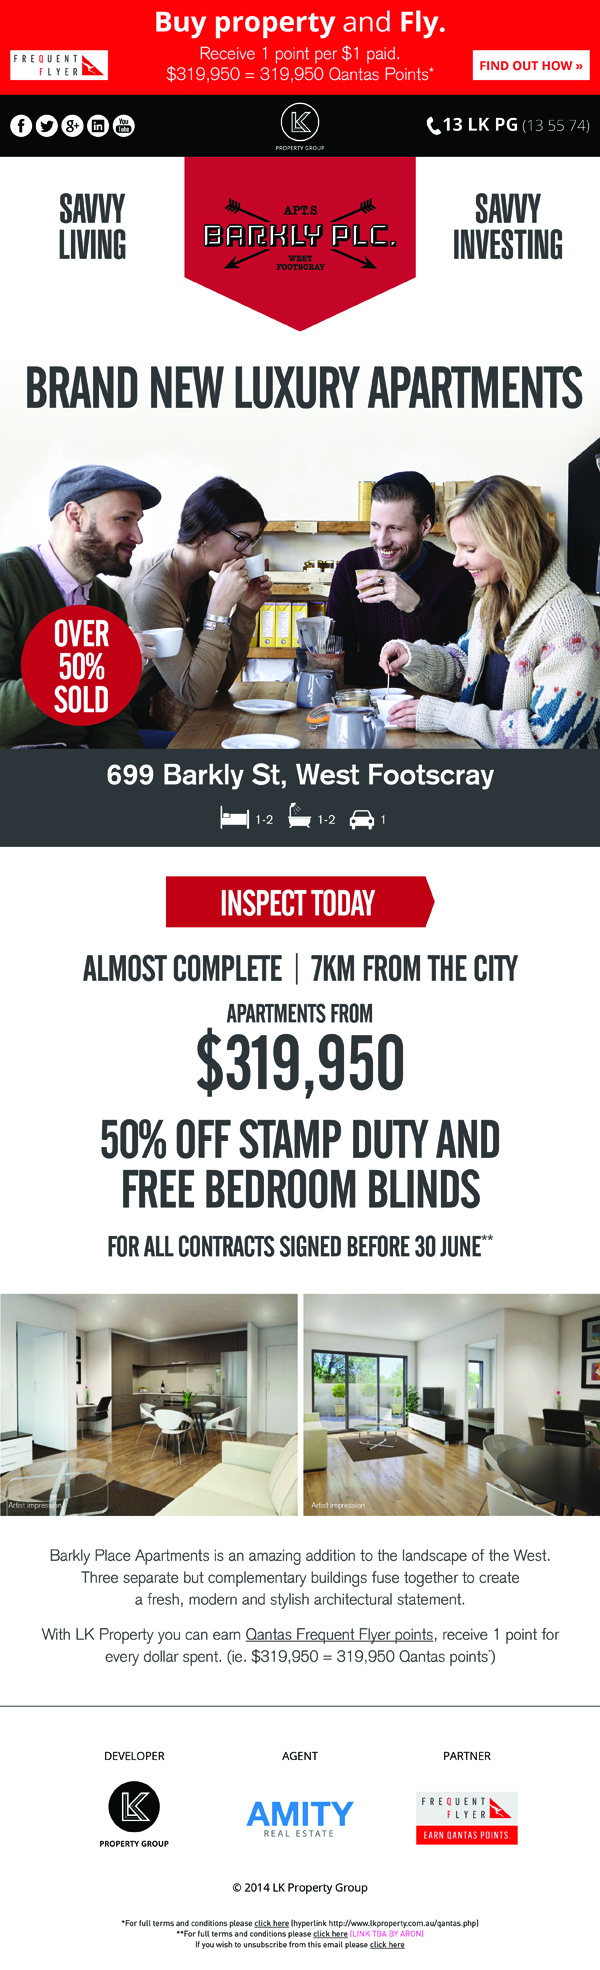 Buy property and Fly.
FREQUENT
FLYER
Receive 1 point per $1 paid.
$319,950 = 319,950 Qantas Points*
FIND OUT HOW »
You
Tube
LK
PROPERTY GROUP
13 LK PG (13 55 74)
SAVVY
LIVING
APT.S
BARKLY PLC.
WEST
FOOTSCRAY
SAVVY
INVESTING
BRAND NEW LUXURY APARTMENTS
OVER
50%
SOLD
699 Barkly St, West Footscray
1-2 1-2 1
INSPECT TODAY
ALMOST COMPLETE | 7KM FROM THE CITY
APARTMENTS FROM
$319,950
50% OFF STAMP DUTY AND
FREE BEDROOM BLINDS
FOR ALL CONTRACTS SIGNED BEFORE 30 JUNE**
Artist impression
Artist impression
Barkly Place Apartments is an amazing addition to the landscape of the West.
Three separate but complementary buildings fuse together to create
a fresh, modern and stylish architectural statement.
With LK Property you can earn Qantas Frequent Flyer points, receive 1 point for
every dollar spent. (ie. $319,950 = 319,950 Qantas points*)
DEVELOPER
AGENT
PARTNER
LK
PROPERTY GROUP
AMITY
REAL ESTATE
FREQUENT
FLYER
EARN QANTAS POINTS.
© 2014 LK Property Group
*For full terms and conditions please click here (hyperlink http://www.lkproperty.com.au/qantas.php)
**For full terms and conditions please click here (LINK TBA BY ARON)
If you wish to unsubscribe from this email please click here